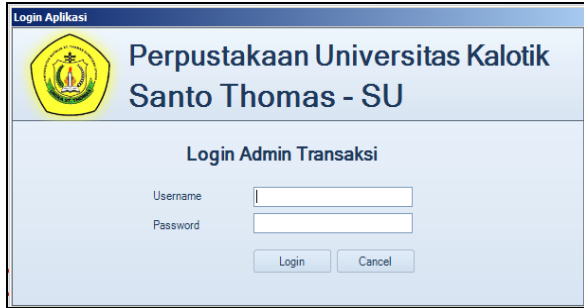 Login Aplikasi
Perpustakaan Universitas Kalotik
Santo Thomas - SU
Login Admin Transaksi
Username
Password
Login Cancel